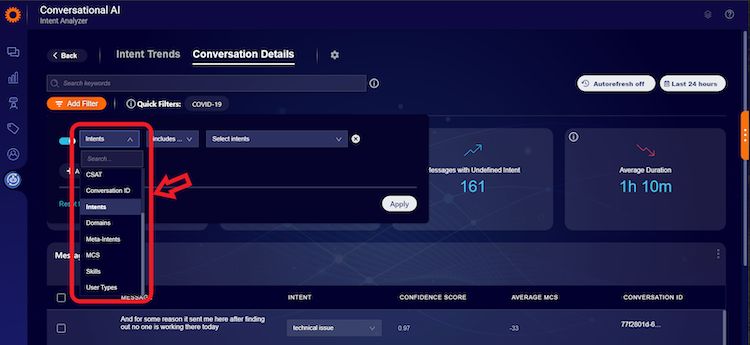 Conversational AI
Intent Analyzer
Back
Intent Trends
Conversation Details
Search keywords
Autorefresh off
Last 24 hours
Add Filter
Quick Filters:
COVID-19
Intents
includes ...
Select intents
Search...
CSAT
Conversation ID
Intents
Domains
Meta-Intents
MCS
Skills
User Types
+ A
Reset
Apply
Messages with Undefined Intent
161
Average Duration
1h 10m
Messa
MESSAGE
INTENT
CONFIDENCE SCORE
AVERAGE MCS
CONVERSATION ID
And for some reason it sent me here after finding
out no one is working there today
technical issue
0.97
-33
77f2801d-6...